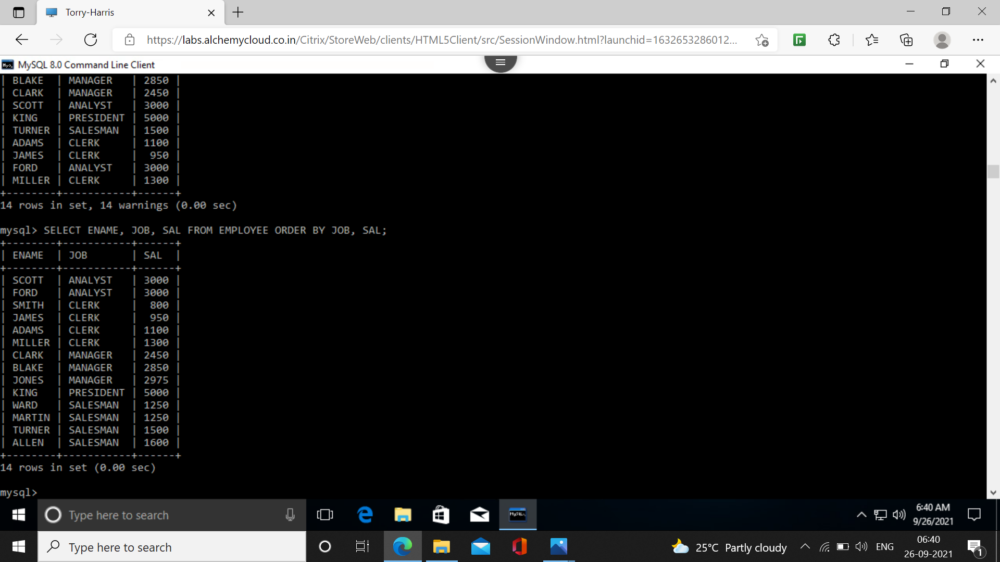 Torry-Harris
https://labs.alchemycloud.co.in/Citrix/StoreWeb/clients/HTML5Client/src/SessionWindow.html?launchid=1632653286012...
MySQL 8.0 Command Line Client
| BLAKE  | MANAGER   | 2850 |
| CLARK  | MANAGER   | 2450 |
| SCOTT  | ANALYST   | 3000 |
| KING   | PRESIDENT | 5000 |
| TURNER | SALESMAN  | 1500 |
| ADAMS  | CLERK     | 1100 |
| JAMES  | CLERK     |  950 |
| FORD   | ANALYST   | 3000 |
| MILLER | CLERK     | 1300 |
+--------+-----------+------+
14 rows in set, 14 warnings (0.00 sec)
mysql> SELECT ENAME, JOB, SAL FROM EMPLOYEE ORDER BY JOB, SAL;
+--------+-----------+------+
| ENAME  | JOB       | SAL  |
+--------+-----------+------+
| SCOTT  | ANALYST   | 3000 |
| FORD   | ANALYST   | 3000 |
| SMITH  | CLERK     |  800 |
| JAMES  | CLERK     |  950 |
| ADAMS  | CLERK     | 1100 |
| MILLER | CLERK     | 1300 |
| CLARK  | MANAGER   | 2450 |
| BLAKE  | MANAGER   | 2850 |
| JONES  | MANAGER   | 2975 |
| KING   | PRESIDENT | 5000 |
| WARD   | SALESMAN  | 1250 |
| MARTIN | SALESMAN  | 1250 |
| TURNER | SALESMAN  | 1500 |
| ALLEN  | SALESMAN  | 1600 |
+--------+-----------+------+
14 rows in set (0.00 sec)
mysql>
Type here to search
6:40 AM
9/26/2021
Type here to search
25°C Partly cloudy
ENG
06:40
26-09-2021
1